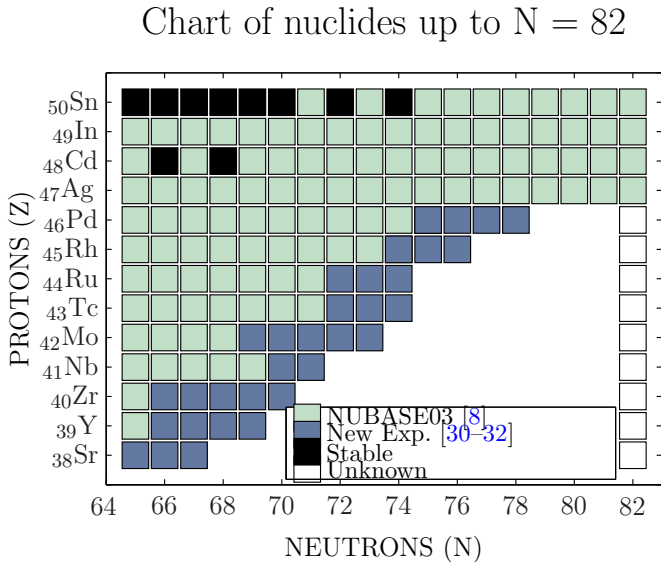 Chart of nuclides up to N = 82
PROTONS (Z)
50Sn
49In
48Cd
47Ag
46Pd
45Rh
44Ru
43Tc
42Mo
41Nb
40Zr
39Y
38Sr
NUBASE03 [8]
New Exp. [30–32]
Stable
Unknown
64 66 68 70 72 74 76 78 80 82
NEUTRONS (N)